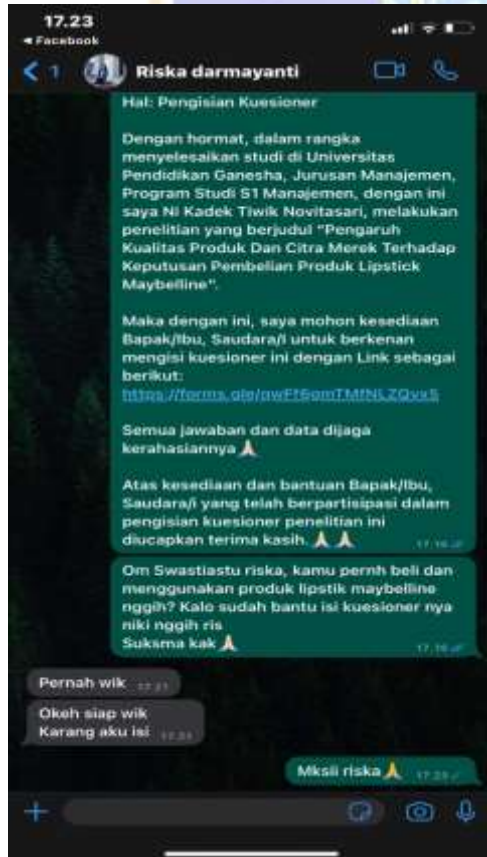 17.23
Facebook
1
Riska darmayanti
Hal: Pengisian Kuesioner
Dengan hormat, dalam rangka
menyelesaikan studi di Universitas
Pendidikan Ganesha, Jurusan Manajemen,
Program Studi S1 Manajemen, dengan ini
saya Ni Kadek Tiwik Novitasari, melakukan
penelitian yang berjudul "Pengaruh
Kualitas Produk Dan Citra Merek Terhadap
Keputusan Pembelian Produk Lipstick
Maybelline".
Maka dengan ini, saya mohon kesediaan
Bapak/Ibu, Saudara/i untuk berkenan
mengisi kuesioner ini dengan Link sebagai
berikut:
Semua jawaban dan data dijaga
kerahasiannya 🙏🏻
Atas kesediaan dan bantuan Bapak/Ibu,
Saudara/i yang telah berpartisipasi dalam
pengisian kuesioner penelitian ini
diucapkan terima kasih. 🙏🏻 🙏🏻
17.16
Om Swastiastu riska, kamu pernh beli dan
menggunakan produk lipstik maybelline
nggih? Kalo sudah bantu isi kuesioner nya
niki nggih ris
Suksma kak 🙏🏻
17.16
Pernah wik
Okeh siap wik
Karang aku isi
Mksii riska 🙏
17.23